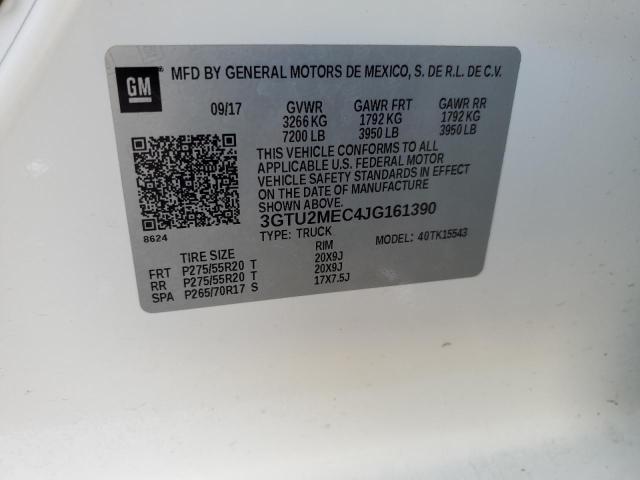 GM
MFD BY GENERAL MOTORS DE MEXICO, S. DE R.L. DE C.V.
09/17 GVWR GAWR FRT GAWR RR
3266 KG 1792 KG 1792 KG
7200 LB 3950 LB 3950 LB
THIS VEHICLE CONFORMS TO ALL
APPLICABLE U.S. FEDERAL MOTOR
VEHICLE SAFETY STANDARDS IN EFFECT
ON THE DATE OF MANUFACTURE
SHOWN ABOVE.
3GTU2MEC4JG161390
8624
TYPE: TRUCK MODEL: 40TK15543
TIRE SIZE RIM
FRT P275/55R20 T 20X9J
RR P275/55R20 T 20X9J
SPA P265/70R17 S 17X7.5J